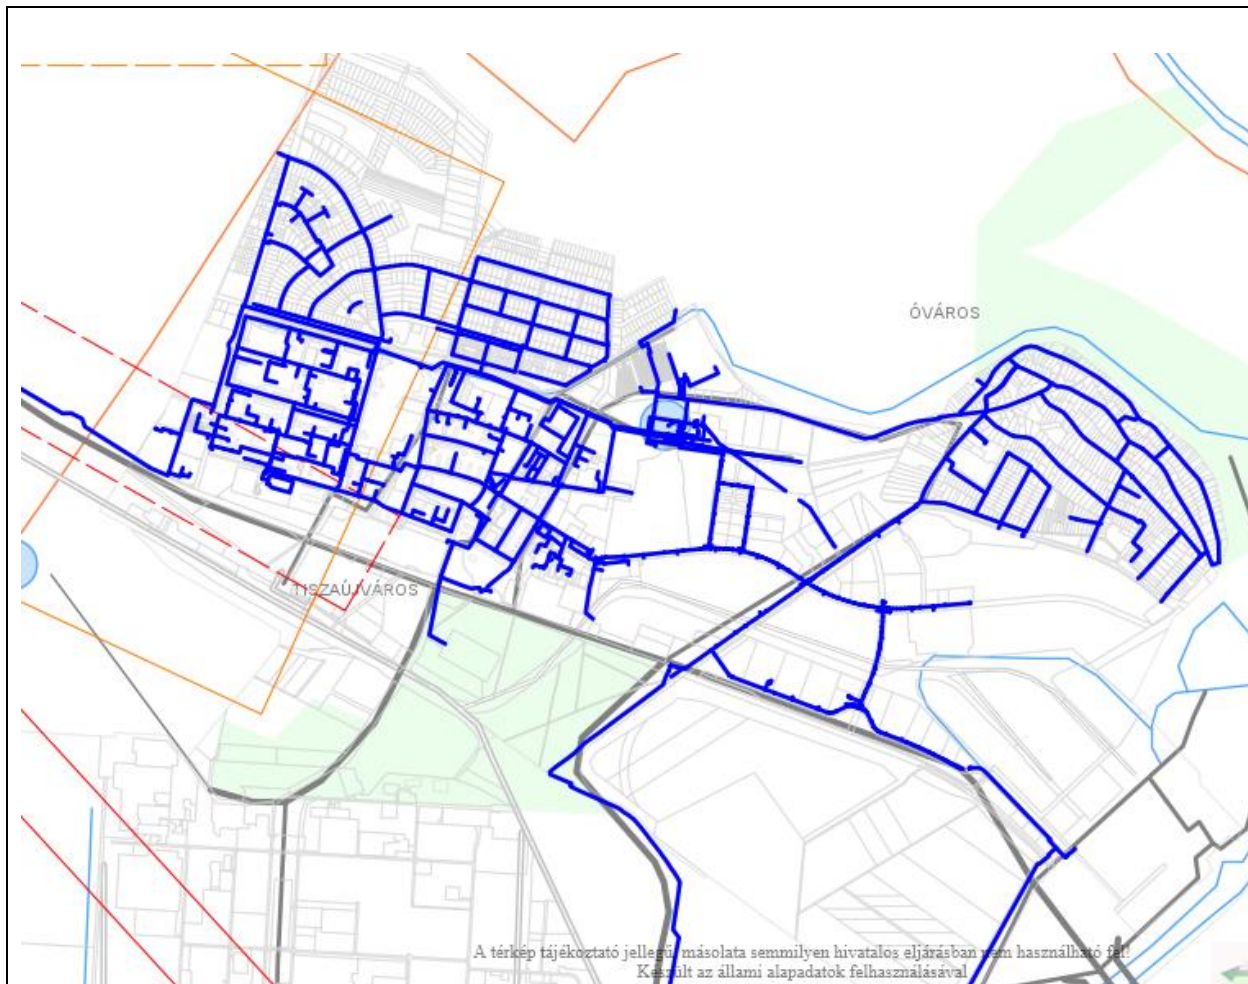 ÓVÁROS
TISZAÚJVÁROS
A térkép tájékoztató jellegű, másolata semmilyen hivatalos eljárásban nem használható fel!
Készült az állami alapadatok felhasználásával